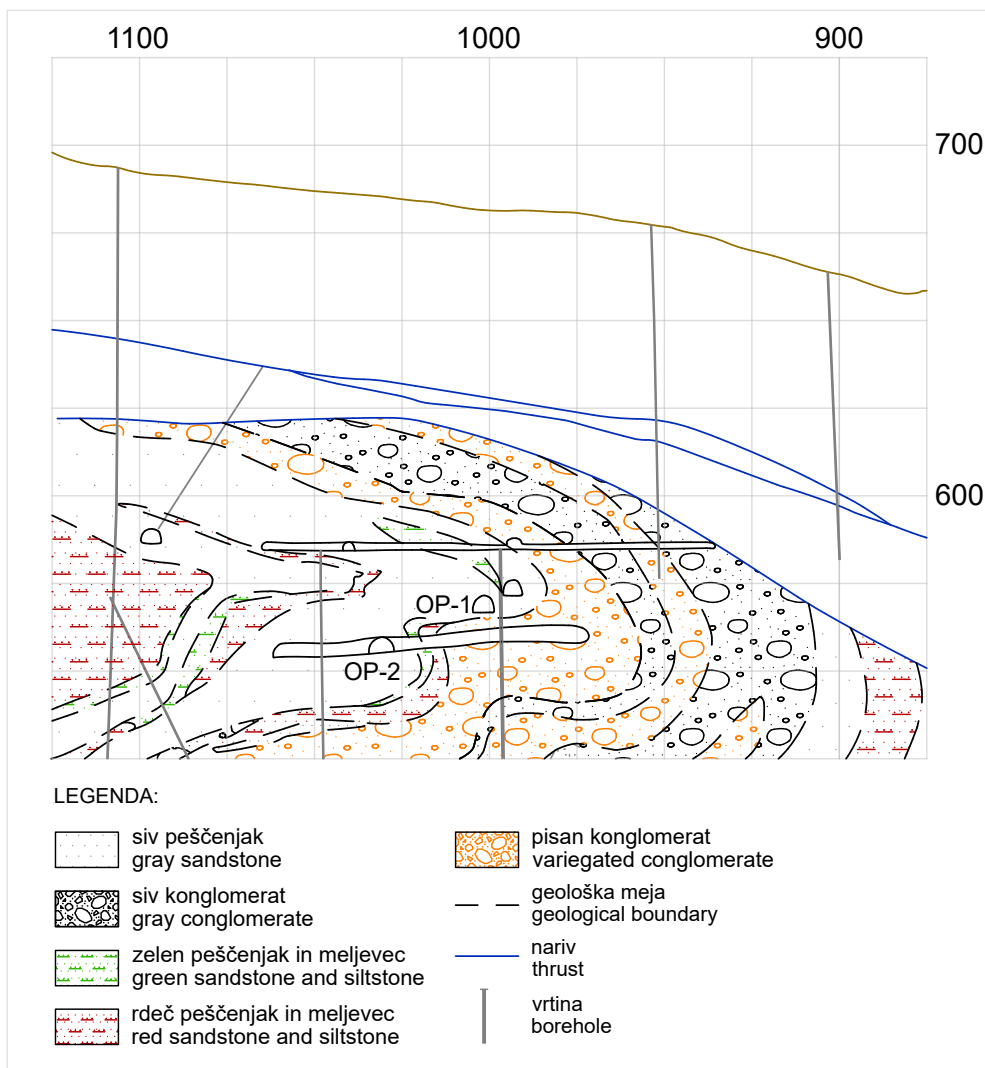 1100 1000 900
700
600
OP-1
OP-2
LEGENDA:
siv peščenjak
gray sandstone
siv konglomerat
gray conglomerate
zelen peščenjak in meljevec
green sandstone and siltstone
rdeč peščenjak in meljevec
red sandstone and siltstone
pisan konglomerat
variegated conglomerate
geološka meja
geological boundary
nariv
thrust
vrtina
borehole